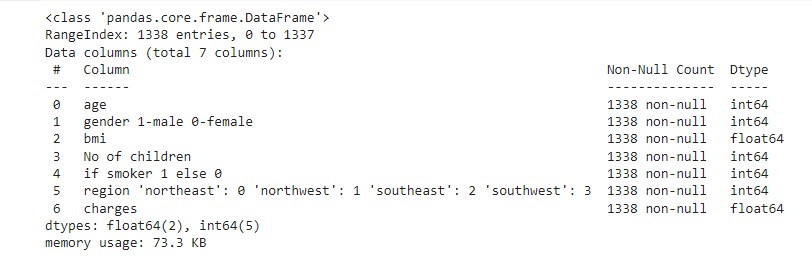 <class 'pandas.core.frame.DataFrame'>
RangeIndex: 1338 entries, 0 to 1337
Data columns (total 7 columns):
 #   Column                                                              Non-Null Count  Dtype
---  ------                                                              --------------  -----
 0   age                                                                 1338 non-null   int64
 1   gender 1-male 0-female                                              1338 non-null   int64
 2   bmi                                                                 1338 non-null   float64
 3   No of children                                                      1338 non-null   int64
 4   if smoker 1 else 0                                                  1338 non-null   int64
 5   region 'northeast': 0 'northwest': 1 'southeast': 2 'southwest': 3  1338 non-null   int64
 6   charges                                                             1338 non-null   float64
dtypes: float64(2), int64(5)
memory usage: 73.3 KB